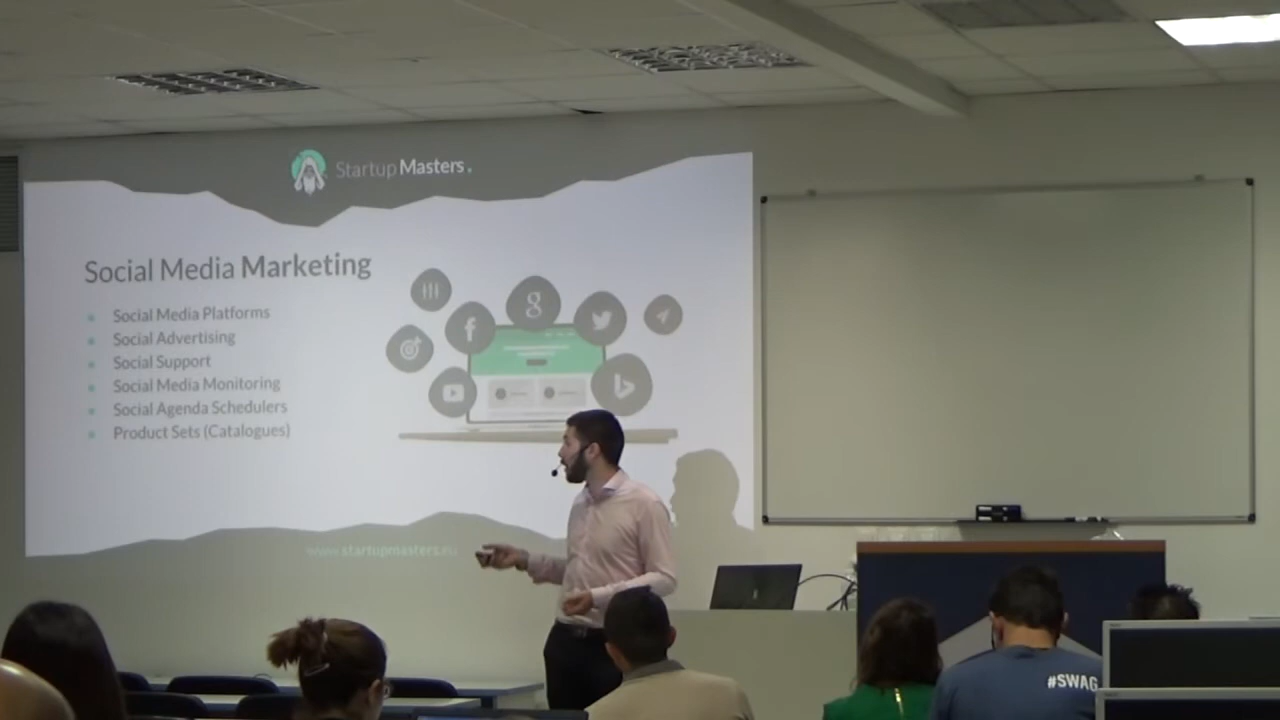 Startup Masters.
Social Media Marketing
Social Media Platforms
Social Advertising
Social Support
Social Media Monitoring
Social Agenda Schedulers
Product Sets (Catalogues)
www.startupmasters.eu
#SWAG